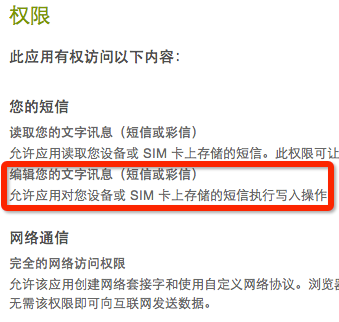 权限
此应用有权访问以下内容：
您的短信
读取您的文字讯息（短信或彩信）
允许应用读取您设备或 SIM 卡上存储的短信。此权限可让
编辑您的文字讯息（短信或彩信）
允许应用对您设备或 SIM 卡上存储的短信执行写入操作
网络通信
完全的网络访问权限
允许该应用创建网络套接字和使用自定义网络协议。浏览器
无需该权限即可向互联网发送数据。